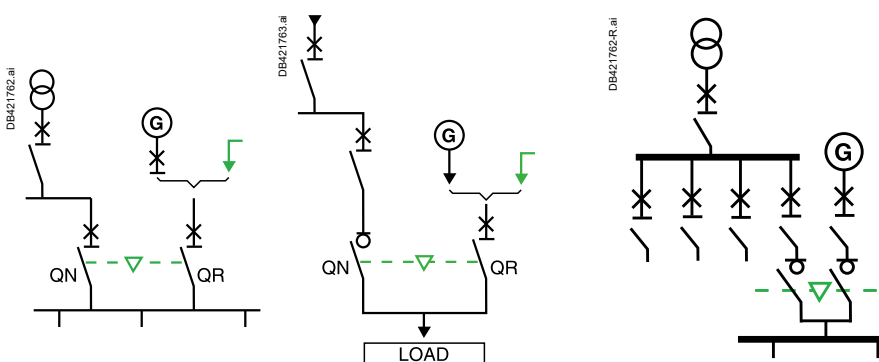 DB421762.ai
G
QN
QR
DB421763.ai
G
QN
QR
LOAD
DB421762-R.ai
G